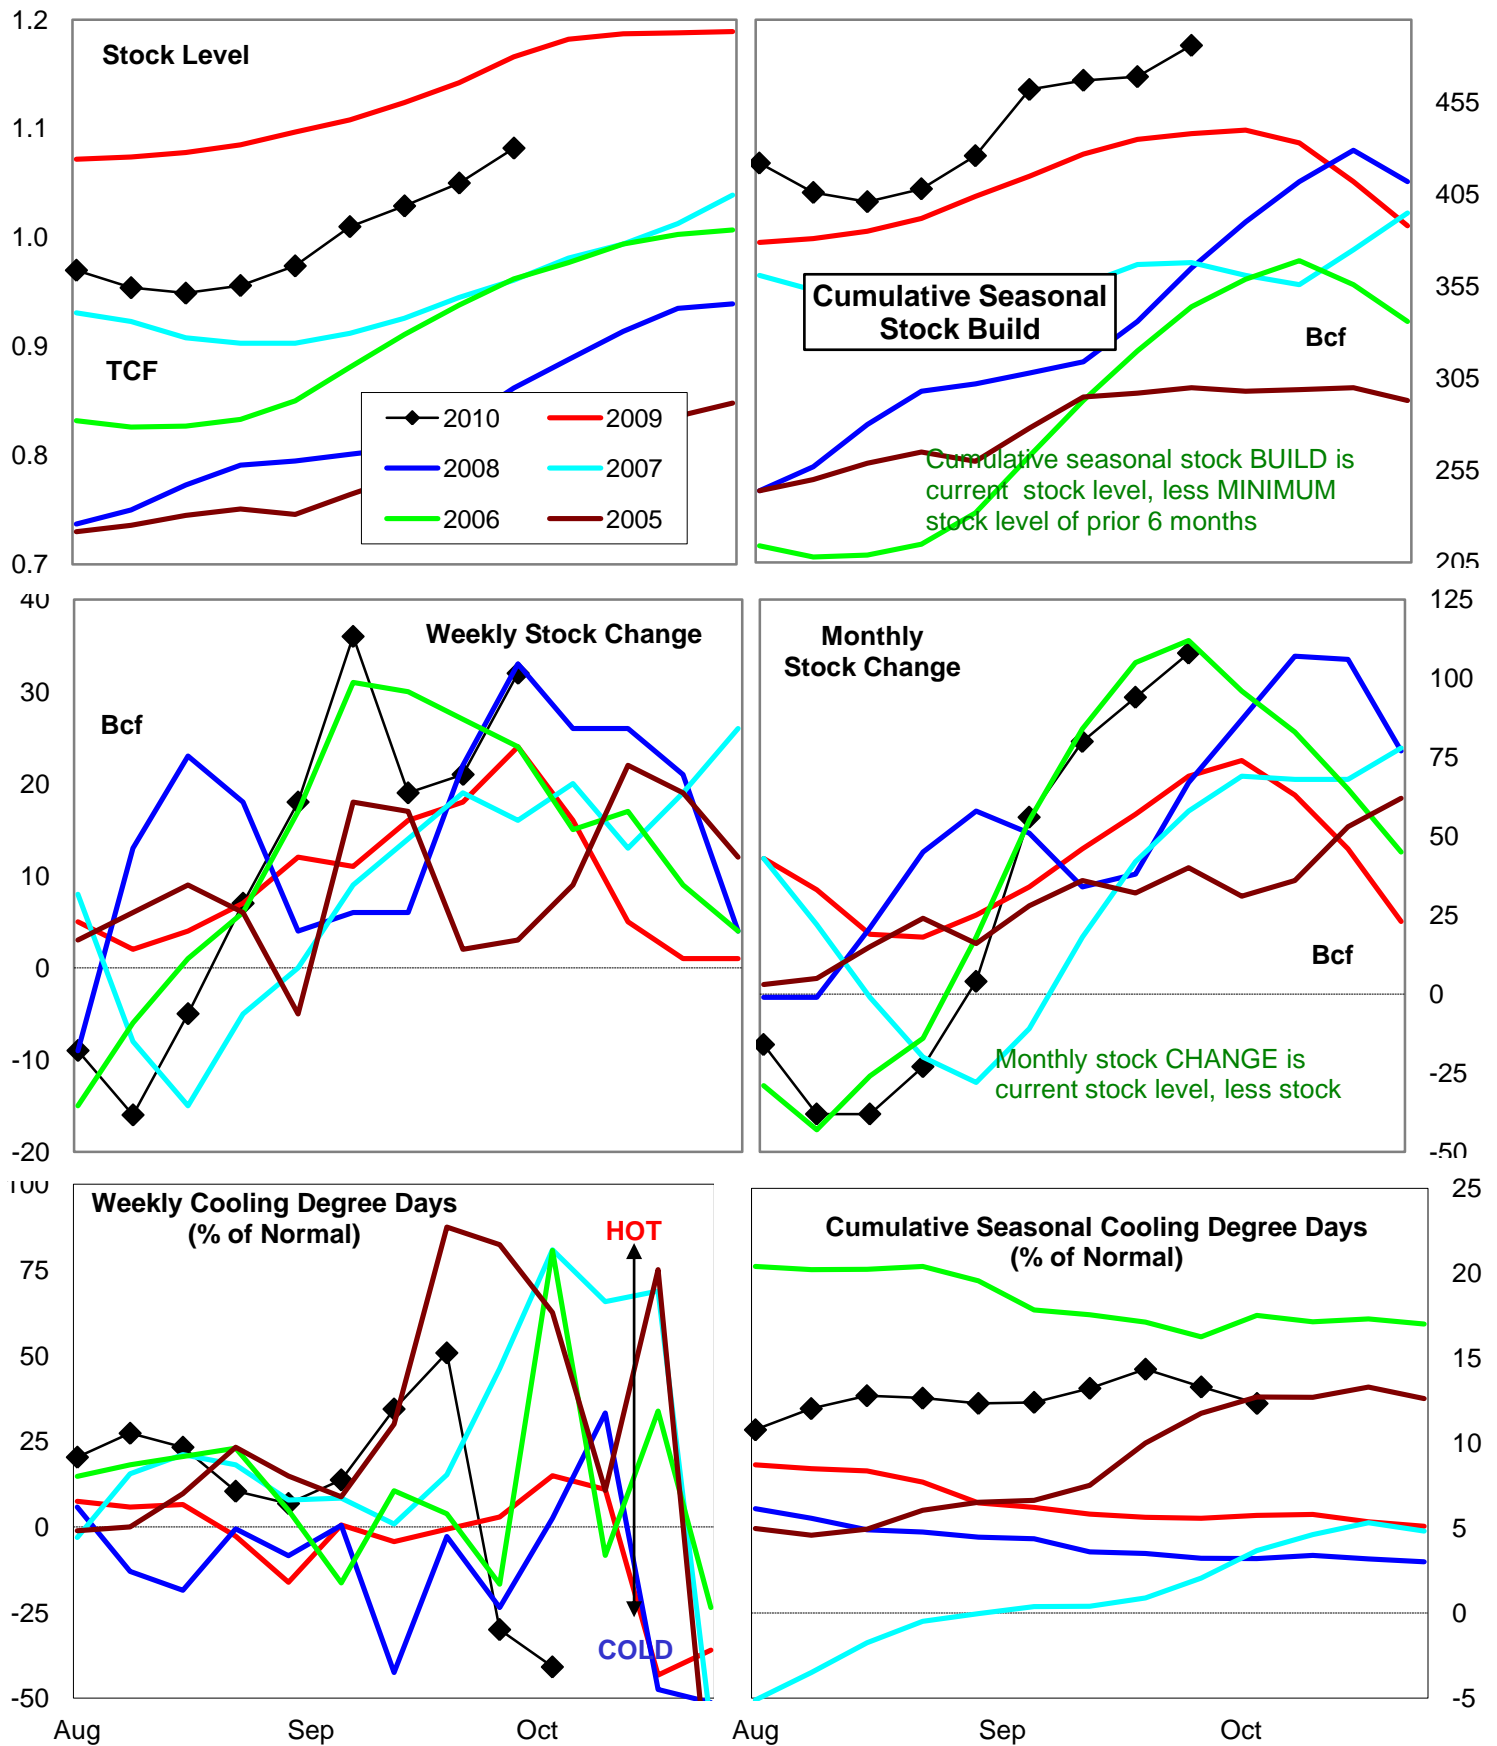 1.2
1.1
1.0
0.9
0.8
0.7
Stock Level
TCF
2010
2009
2008
2007
2006
2005
455
405
355
305
255
205
Cumulative Seasonal
Stock Build
Bcf
Cumulative seasonal stock BUILD is
current stock level, less MINIMUM
stock level of prior 6 months
40
30
20
10
0
-10
-20
Weekly Stock Change
Bcf
125
100
75
50
25
0
-25
-50
Monthly
Stock Change
Bcf
Monthly stock CHANGE is
current stock level, less stock
100
75
50
25
0
-25
-50
Weekly Cooling Degree Days
(% of Normal)
HOT
COLD
Aug
Sep
Oct
25
20
15
10
5
0
-5
Cumulative Seasonal Cooling Degree Days
(% of Normal)
Aug
Sep
Oct